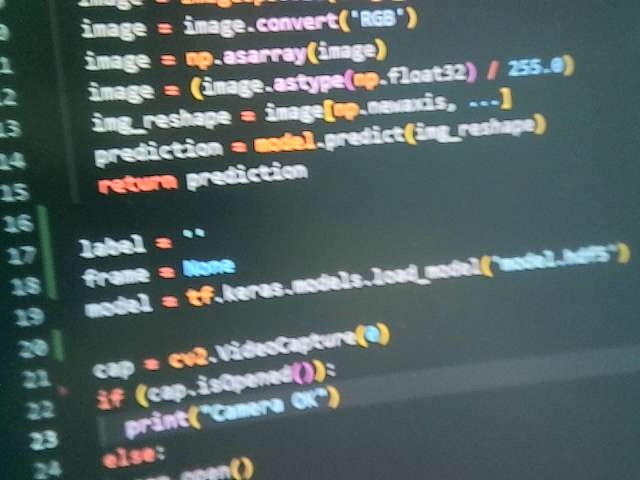 image =
image = image.convert('RGB')
image = np.asarray(image)
11 image = (image.astype(np.float32) / 255.0)
12 img_reshape = image[np.newaxis, ...]
13 prediction = model.predict(img_reshape)
14 return prediction
15
16
17 label = ''
18 frame = None
19 model = tf.keras.models.load_model("model.hdf5")
20
21 cap = cv2.VideoCapture(0)
22 if (cap.isOpened()):
23 print("Camera OK")
24 else:
open()